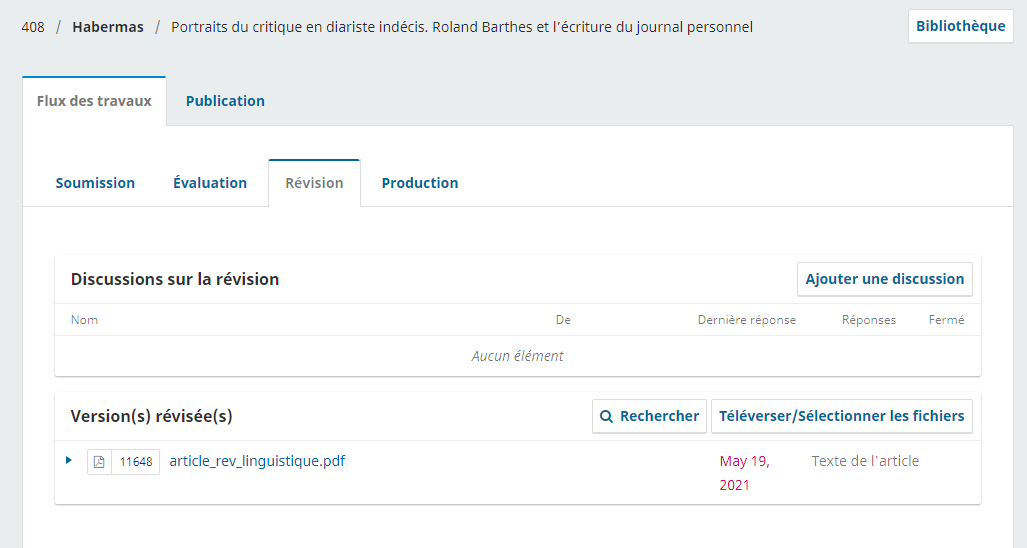 408 / Habermas / Portraits du critique en diariste indécis. Roland Barthes et l'écriture du journal personnel
Bibliothèque
Flux des travaux Publication
Soumission Évaluation Révision Production
Discussions sur la révision Ajouter une discussion
Nom De Dernière réponse Réponses Fermé
Aucun élément
Version(s) révisée(s) Rechercher Téléverser/Sélectionner les fichiers
11648 article_rev_linguistique.pdf May 19, 2021 Texte de l'article